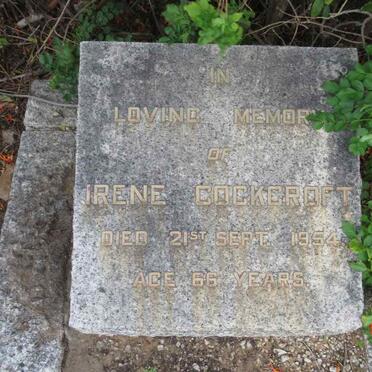 IN
LOVING MEMORY
OF
IRENE COCKCROFT
DIED 21ST SEPT. 1954
AGE 66 YEARS.